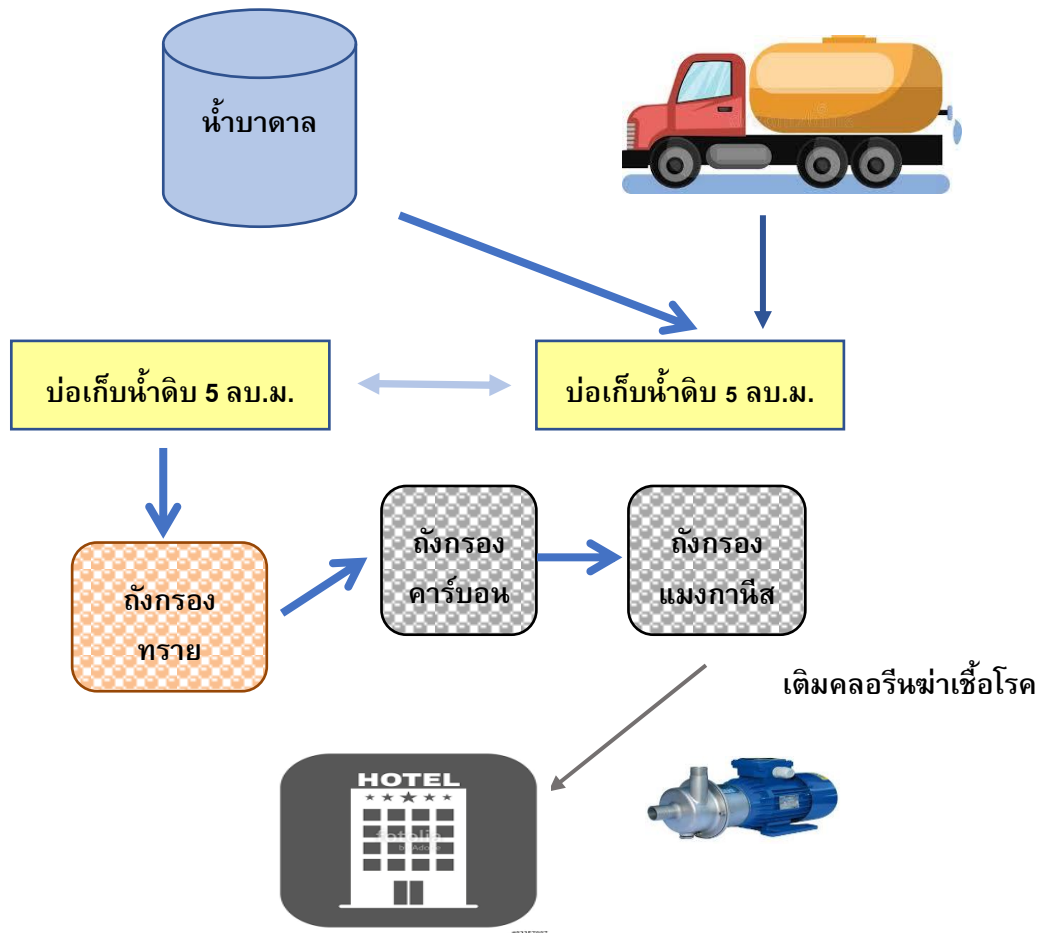 น้ำบาดาล
บ่อเก็บน้ำดิบ 5 ลบ.ม.
บ่อเก็บน้ำดิบ 5 ลบ.ม.
ถังกรอง
ทราย
ถังกรอง
คาร์บอน
ถังกรอง
แมงกานีส
เติมคลอรีนฆ่าเชื้อโรค
HOTEL
fotolia
by Adobe